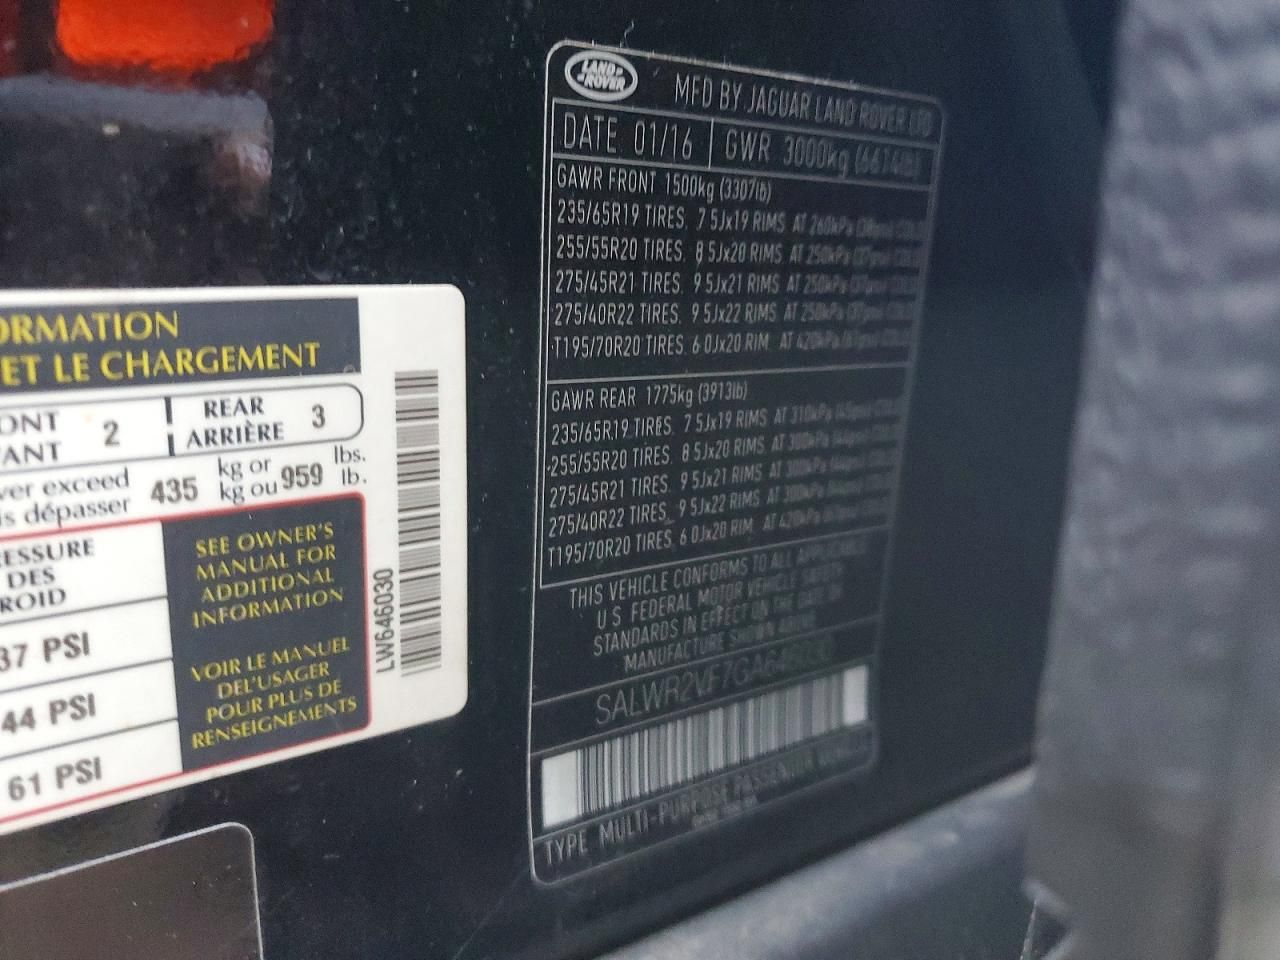 ORMATION
ET LE CHARGEMENT
ONT
ANT
2
REAR
ARRIÈRE
3
ver exceed
is dépasser
435
kg or
kg ou
959
lbs.
lb.
ESSURE
DES
ROID
37 PSI
44 PSI
61 PSI
SEE OWNER'S
MANUAL FOR
ADDITIONAL
INFORMATION
VOIR LE MANUEL
DEL'USAGER
POUR PLUS DE
RENSEIGNEMENTS
LW646030
LAND
ROVER
MFD BY JAGUAR LAND ROVER LTD
DATE 01/16 GWR 3000kg (6614lb)
GAWR FRONT 1500kg (3307lb)
235/65R19 TIRES, 7 5Jx19 RIMS AT 260kPa
255/55R20 TIRES, 8 5Jx20 RIMS AT 250kPa
275/45R21 TIRES, 9 5Jx21 RIMS AT 250kPa
275/40R22 TIRES, 9 5Jx22 RIMS AT 250kPa
T195/70R20 TIRES, 6 0Jx20 RIM, AT 420kPa
GAWR REAR 1775kg (3913lb)
235/65R19 TIRES, 7 5Jx19 RIMS AT 310kPa
255/55R20 TIRES, 8 5Jx20 RIMS AT 300kPa
275/45R21 TIRES, 9 5Jx21 RIMS AT 300kPa
275/40R22 TIRES, 9 5Jx22 RIMS AT 300kPa
T195/70R20 TIRES, 6 0Jx20 RIM, AT 420kPa
THIS VEHICLE CONFORMS TO ALL APPLICABLE
U S FEDERAL MOTOR VEHICLE SAFETY
STANDARDS IN EFFECT ON THE DATE OF
MANUFACTURE SHOWN ABOVE
SALWR2VF7GA646030
TYPE MULTI-PURPOSE PASSENGER